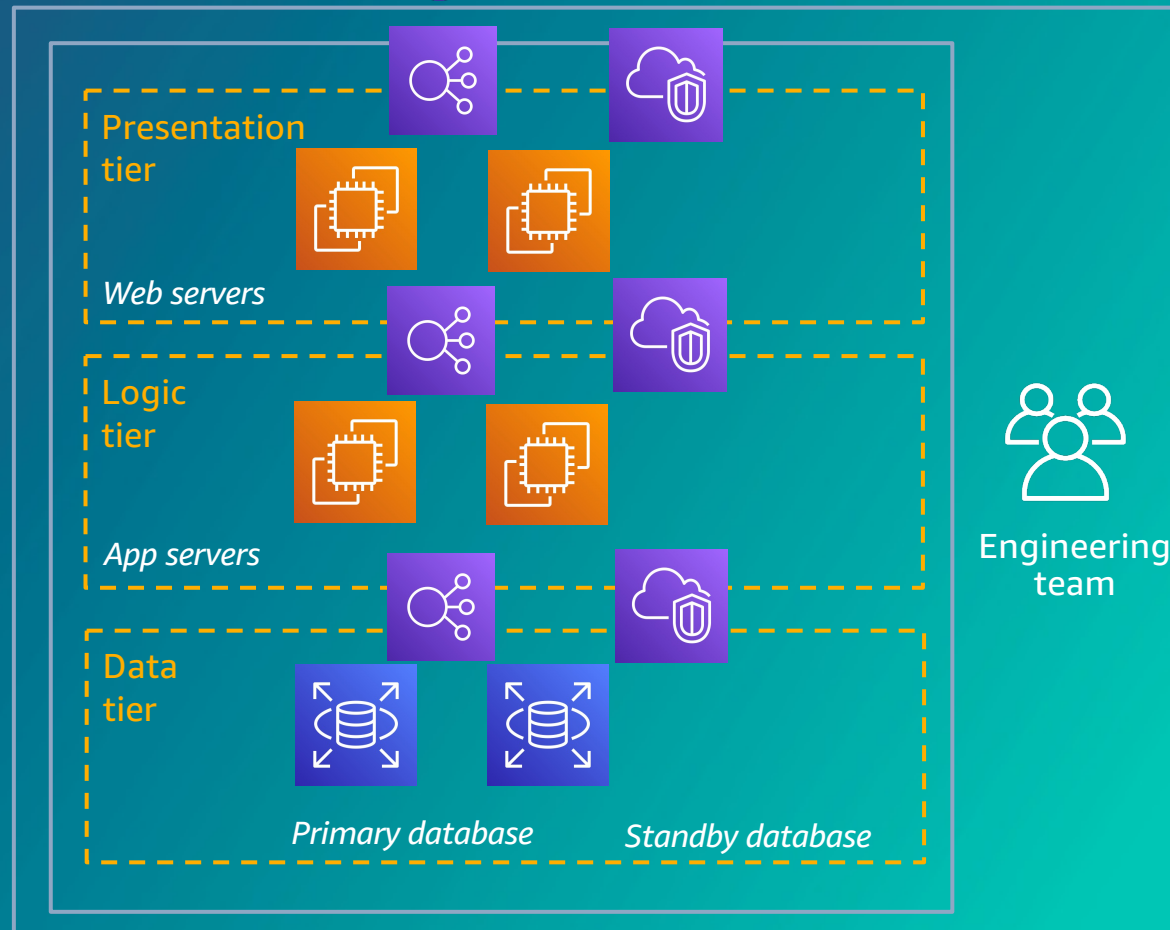 Presentation
tier
Web servers
Logic
tier
App servers
Engineering
team
Data
tier
Primary database
Standby database